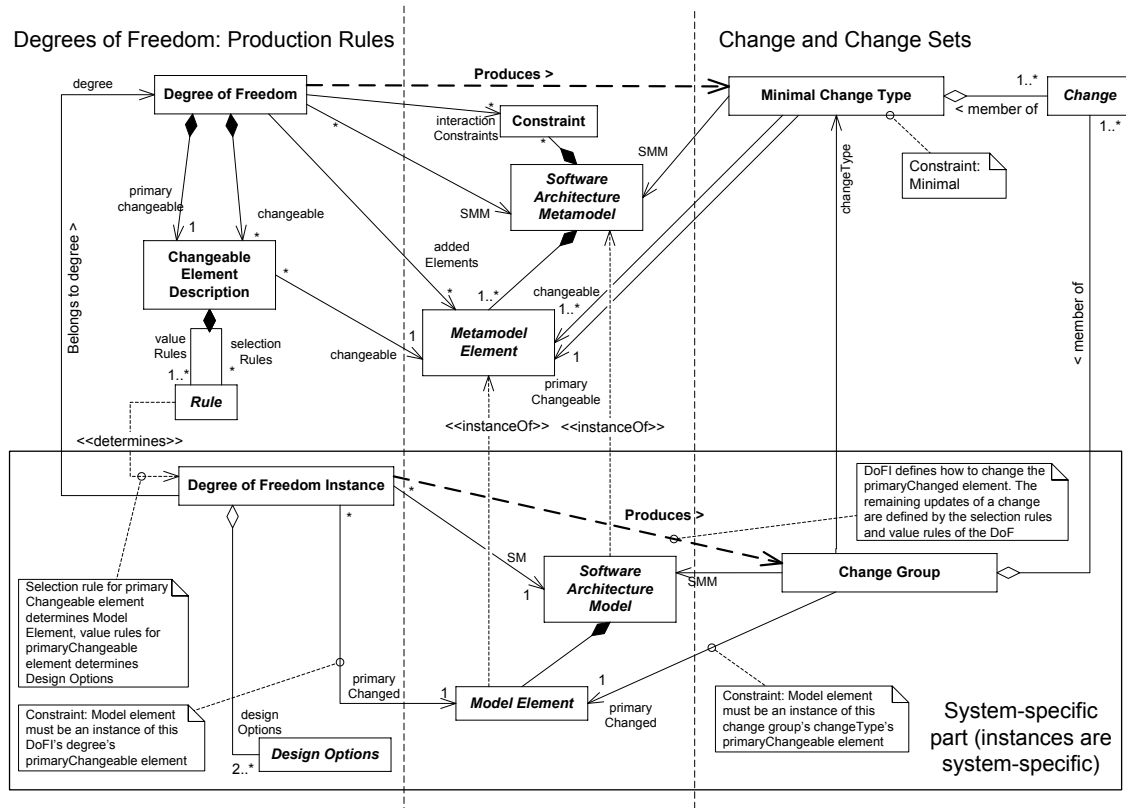 Degrees of Freedom: Production Rules
Change and Change Sets
degree
Produces >
Degree of Freedom
Minimal Change Type
1..*
< member of
Change
1..*
*
*
interaction
Constraints
Constraint
*
SMM
Constraint:
Minimal
primary
changeable
changeable
SMM
Software
Architecture
Metamodel
changeType
1
*
added
Elements
Changeable
Element
Description
*
1..*
*
changeable
1..*
Belongs to degree >
value
Rules
selection
Rules
1..*
*
changeable
1
Metamodel
Element
1
primary
Changeable
< member of
Rule
<<determines>>
<<instanceOf>>
<<instanceOf>>
Degree of Freedom Instance
*
*
Produces >
DoFI defines how to change the
primaryChanged element. The
remaining updates of a change
are defined by the selection rules
and value rules of the DoF
SM
1
Software
Architecture
Model
SMM
Change Group
Selection rule for primary
Changeable element
determines Model
Element, value rules for
primaryChangeable
element determines
Design Options
primary
Changed
1
Model Element
1
primary
Changed
Constraint: Model element
must be an instance of this
DoFI's degree's
primaryChangeable element
design
Options
2..*
Design Options
Constraint: Model element
must be an instance of this
change group's changeType's
primaryChangeable element
System-specific
part (instances are
system-specific)